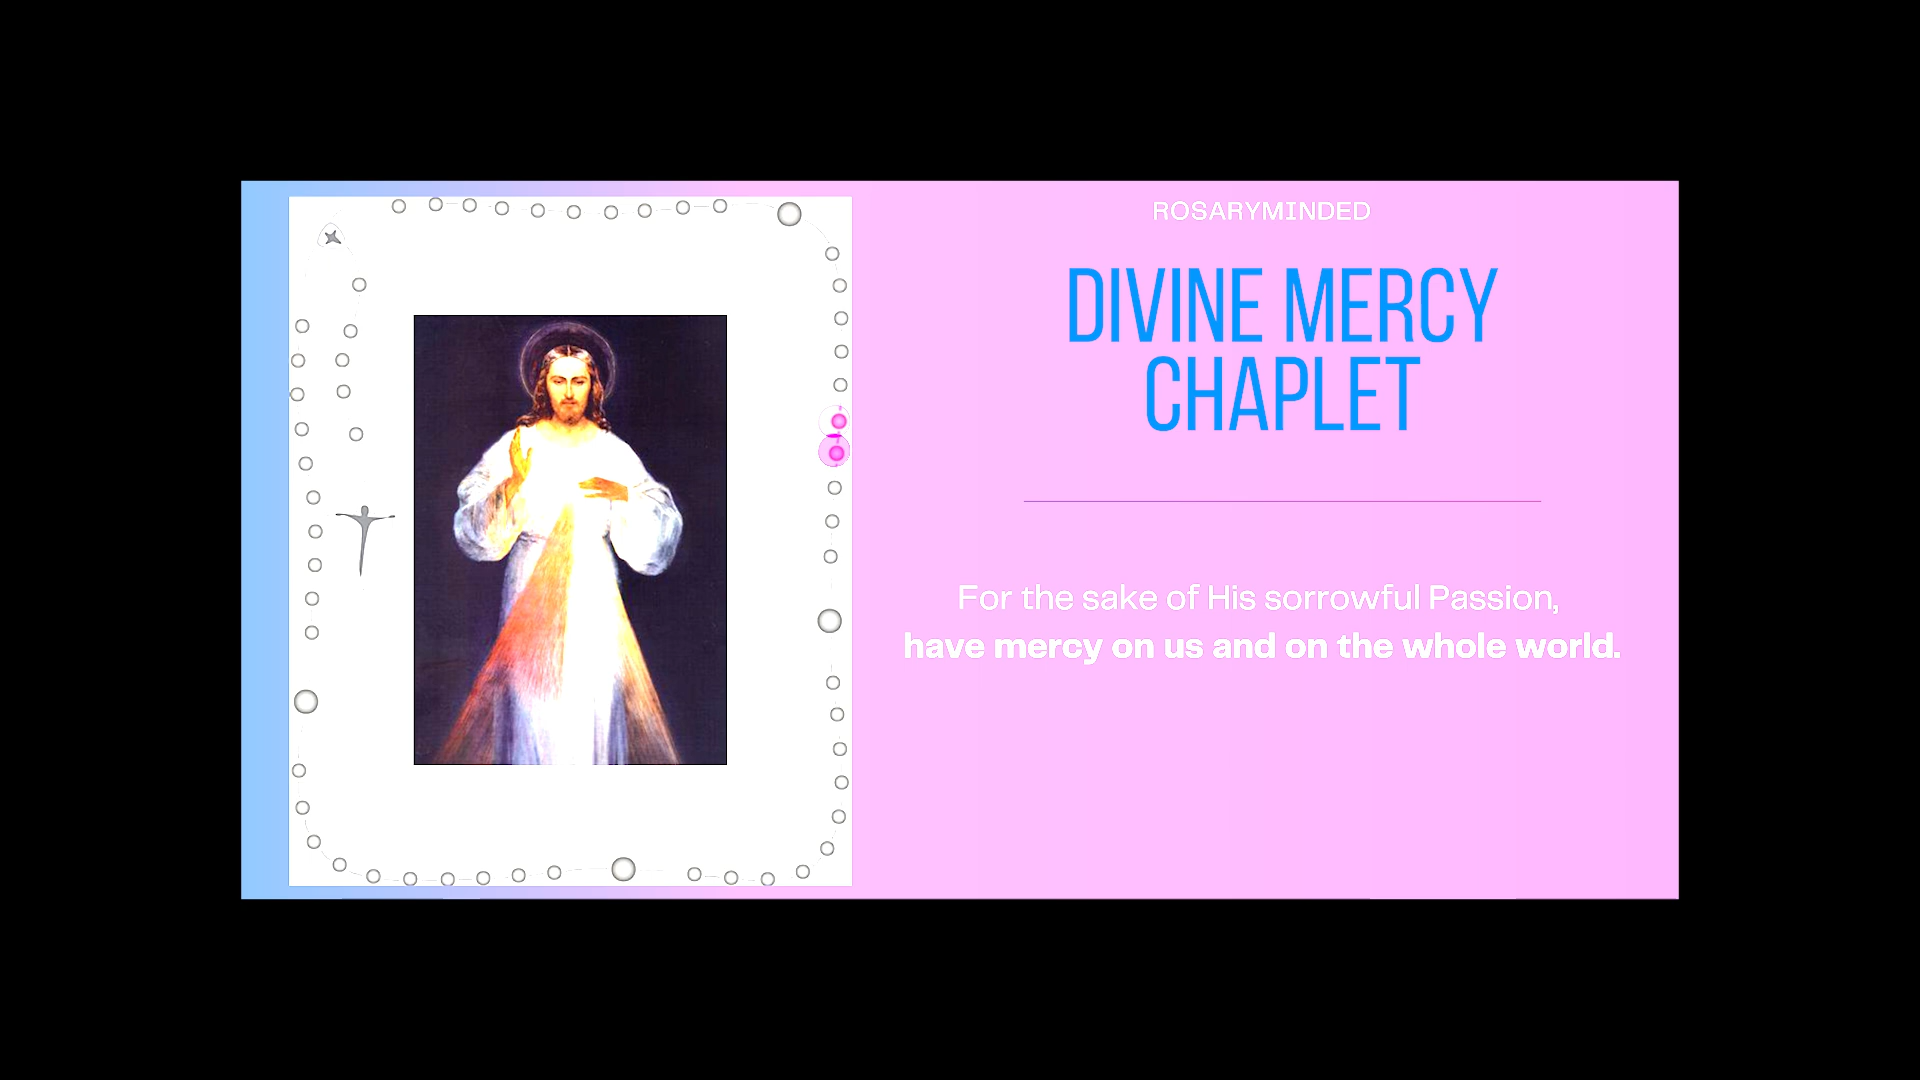 ROSARYMINDED
DIVINE MERCY
CHAPLET
For the sake of His sorrowful Passion,
have mercy on us and on the whole world.